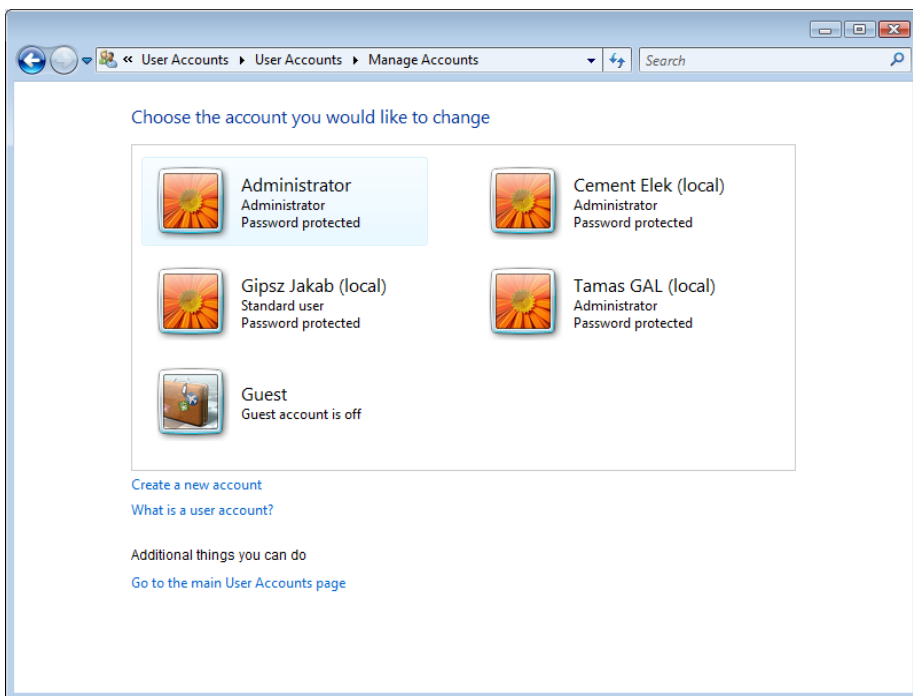 « User Accounts ▸ User Accounts ▸ Manage Accounts
Search
Choose the account you would like to change
Administrator
Administrator
Password protected
Cement Elek (local)
Administrator
Password protected
Gipsz Jakab (local)
Standard user
Password protected
Tamas GAL (local)
Administrator
Password protected
Guest
Guest account is off
Create a new account
What is a user account?
Additional things you can do
Go to the main User Accounts page